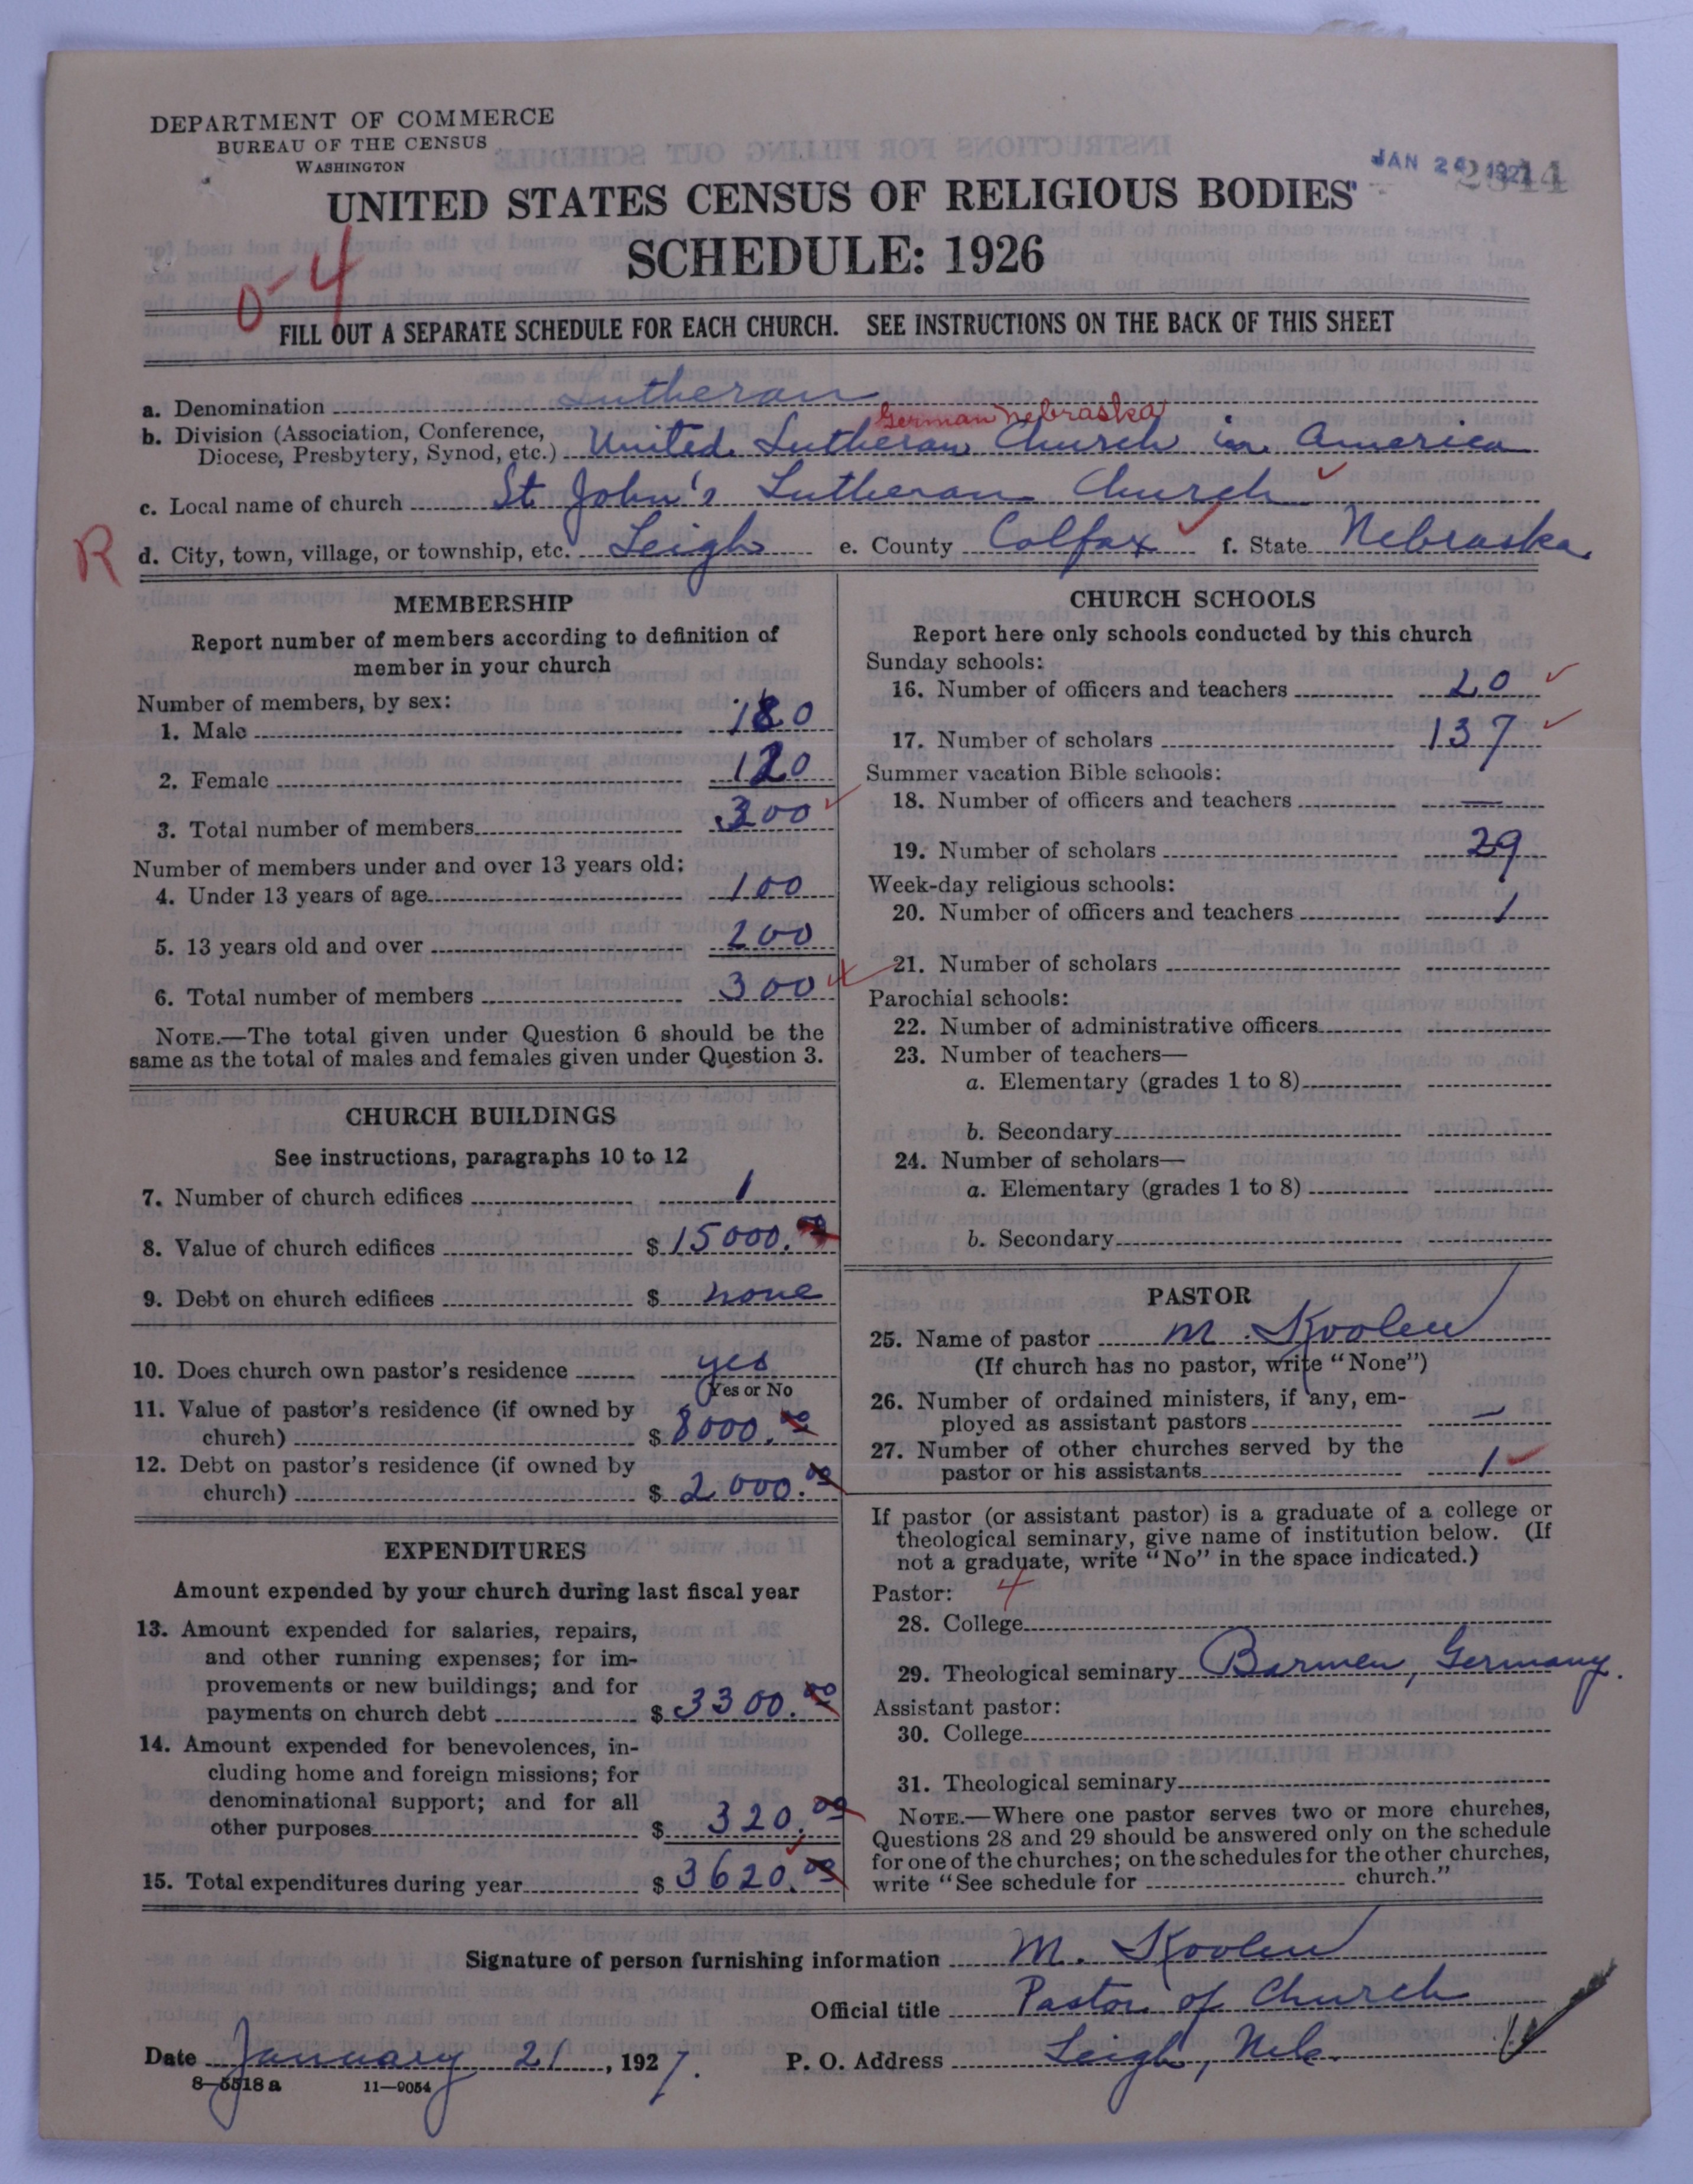 DEPARTMENT OF COMMERCE
BUREAU OF THE CENSUS
WASHINGTON
JAN 24 1927
UNITED STATES CENSUS OF RELIGIOUS BODIES
SCHEDULE: 1926
0-4
FILL OUT A SEPARATE SCHEDULE FOR EACH CHURCH. SEE INSTRUCTIONS ON THE BACK OF THIS SHEET
a. Denomination Lutheran
German Nebraska
b. Division (Association, Conference, Diocese, Presbytery, Synod, etc.) United Lutheran Church in America
c. Local name of church St John's Lutheran Church
R
d. City, town, village, or township, etc. Leigh e. County Colfax f. State Nebraska
MEMBERSHIP
Report number of members according to definition of
member in your church
Number of members, by sex:
1. Male 180
2. Female 120
3. Total number of members 300
Number of members under and over 13 years old:
4. Under 13 years of age 100
5. 13 years old and over 200
6. Total number of members 300
NOTE.—The total given under Question 6 should be the
same as the total of males and females given under Question 3.
CHURCH BUILDINGS
See instructions, paragraphs 10 to 12
7. Number of church edifices 1
8. Value of church edifices $ 15000.00
9. Debt on church edifices $ none
10. Does church own pastor's residence yes
Yes or No
11. Value of pastor's residence (if owned by
church) $ 8000.00
12. Debt on pastor's residence (if owned by
church) $ 2000.00
EXPENDITURES
Amount expended by your church during last fiscal year
13. Amount expended for salaries, repairs,
and other running expenses; for im-
provements or new buildings; and for
payments on church debt $ 3300.00
14. Amount expended for benevolences, in-
cluding home and foreign missions; for
denominational support; and for all
other purposes $ 320.00
15. Total expenditures during year $ 3620.00
CHURCH SCHOOLS
Report here only schools conducted by this church
Sunday schools:
16. Number of officers and teachers 20
17. Number of scholars 137
Summer vacation Bible schools:
18. Number of officers and teachers —
19. Number of scholars 29
Week-day religious schools:
20. Number of officers and teachers 1
21. Number of scholars
Parochial schools:
22. Number of administrative officers
23. Number of teachers—
a. Elementary (grades 1 to 8)
b. Secondary
24. Number of scholars—
a. Elementary (grades 1 to 8)
b. Secondary
PASTOR
25. Name of pastor M. Koolen
(If church has no pastor, write "None")
26. Number of ordained ministers, if any, em-
ployed as assistant pastors —
27. Number of other churches served by the
pastor or his assistants 1
If pastor (or assistant pastor) is a graduate of a college or
theological seminary, give name of institution below. (If
not a graduate, write "No" in the space indicated.)
Pastor: 4
28. College
29. Theological seminary Barmen, Germany.
Assistant pastor:
30. College
31. Theological seminary
NOTE.—Where one pastor serves two or more churches,
Questions 28 and 29 should be answered only on the schedule
for one of the churches; on the schedules for the other churches,
write "See schedule for church."
Signature of person furnishing information M. Koolen
Official title Pastor of Church
Date January 21, 1927. P. O. Address Leigh, Neb.
8-5518 a 11-9054